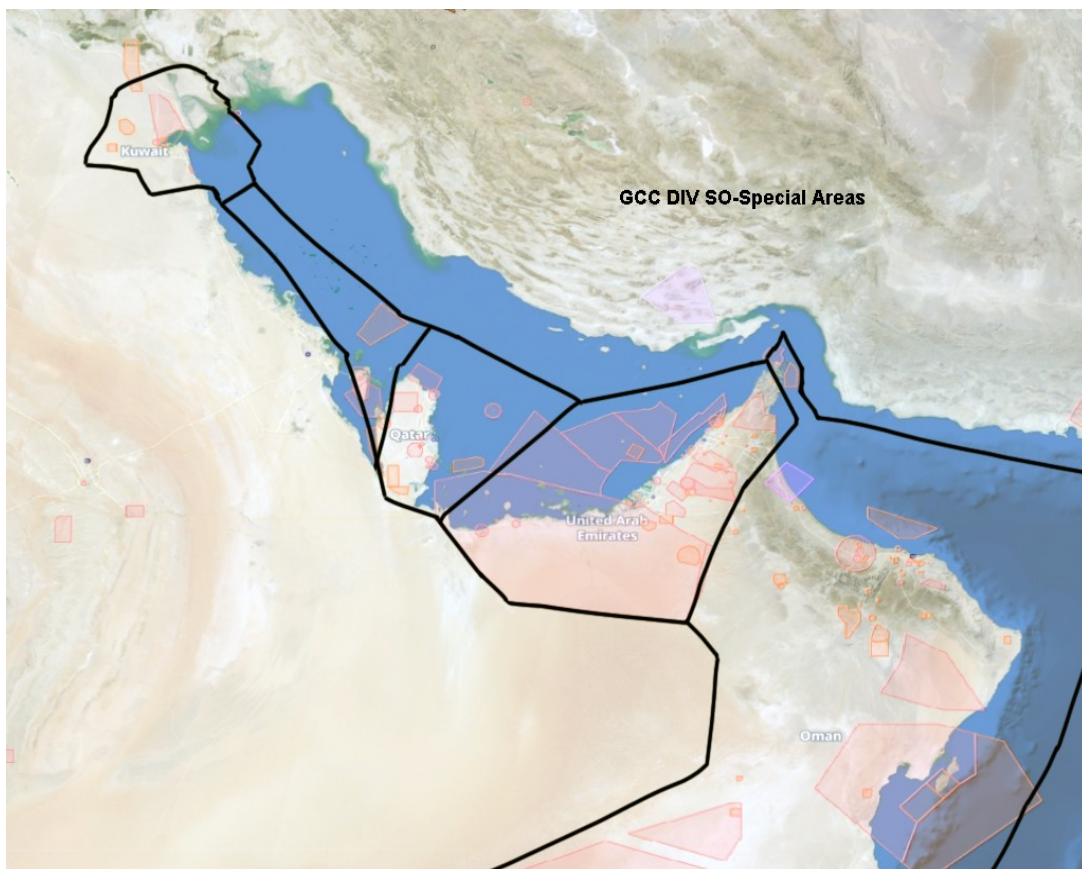 Kuwait
GCC DIV SO-Special Areas
Qatar
United Arab
Emirates
Oman